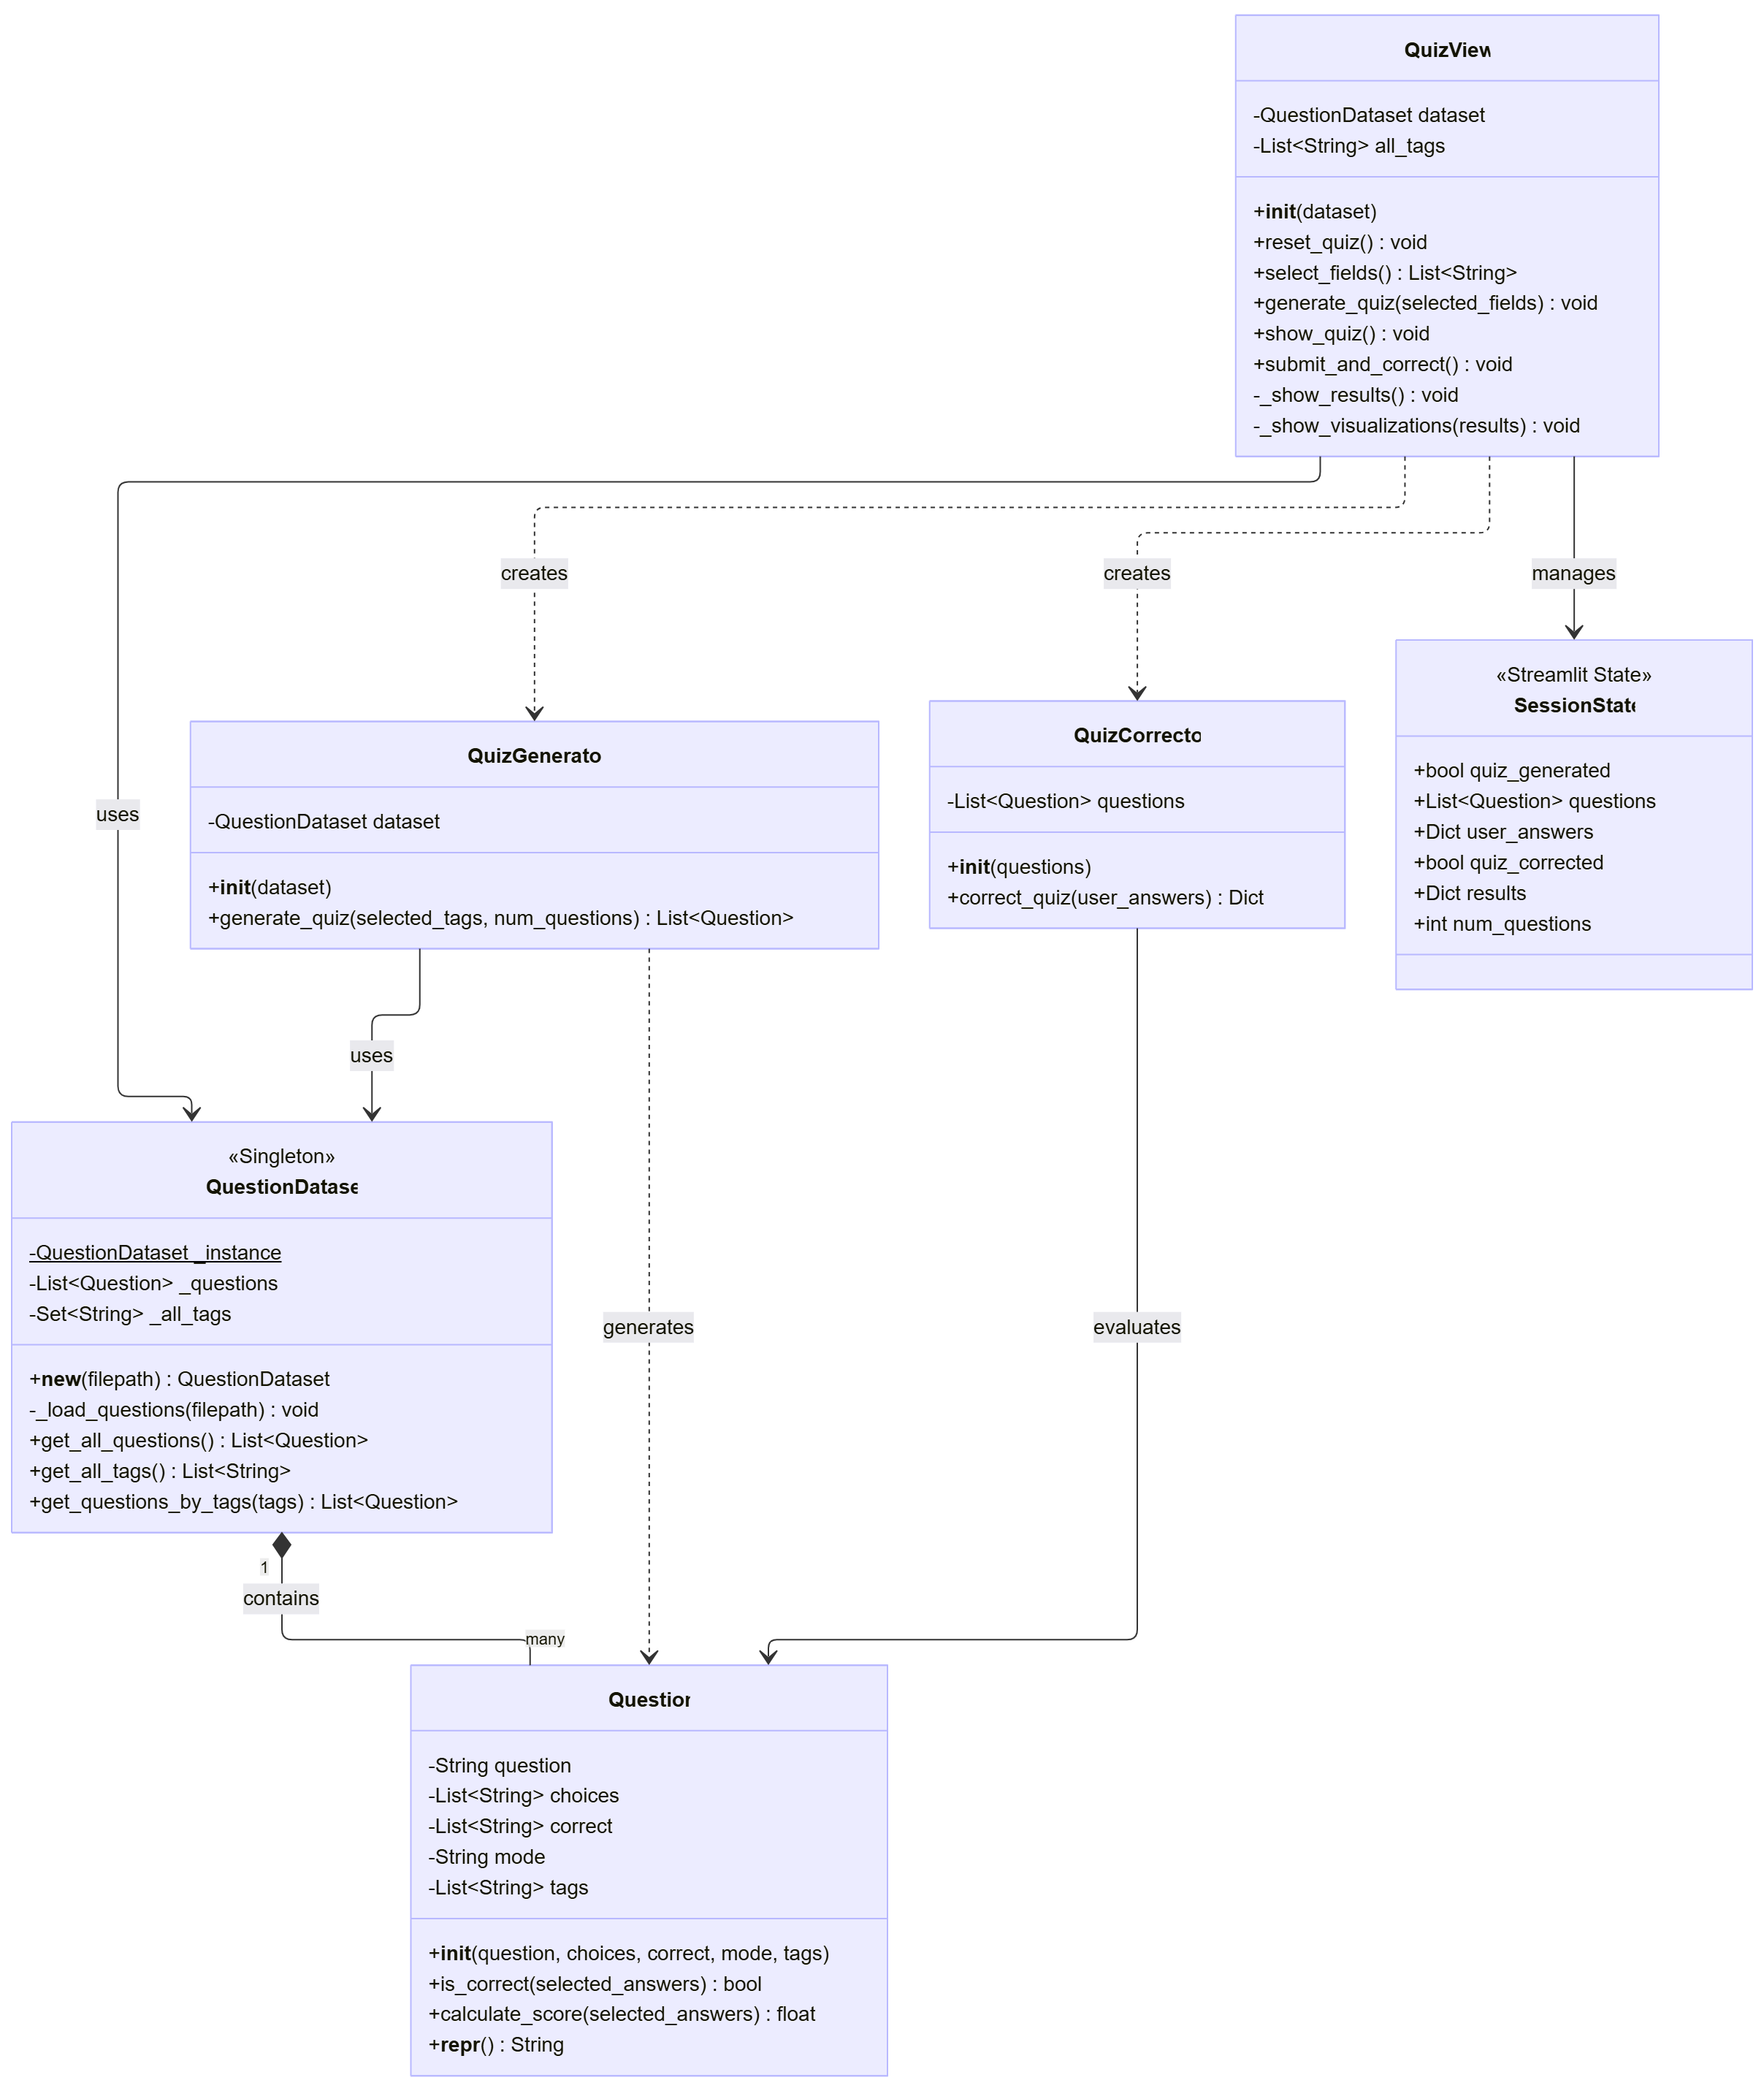 QuizView
-QuestionDataset dataset
-List<String> all_tags
+init(dataset)
+reset_quiz() : void
+select_fields() : List<String>
+generate_quiz(selected_fields) : void
+show_quiz() : void
+submit_and_correct() : void
-_show_results() : void
-_show_visualizations(results) : void
creates
creates
manages
uses
«Streamlit State»
SessionState
+bool quiz_generated
+List<Question> questions
+Dict user_answers
+bool quiz_corrected
+Dict results
+int num_questions
QuizGenerato
-QuestionDataset dataset
+init(dataset)
+generate_quiz(selected_tags, num_questions) : List<Question>
QuizCorrecto
-List<Question> questions
+init(questions)
+correct_quiz(user_answers) : Dict
uses
generates
evaluates
«Singleton»
QuestionDatase
-QuestionDataset _instance
-List<Question> _questions
-Set<String> _all_tags
+new(filepath) : QuestionDataset
-_load_questions(filepath) : void
+get_all_questions() : List<Question>
+get_all_tags() : List<String>
+get_questions_by_tags(tags) : List<Question>
1
contains
many
Question
-String question
-List<String> choices
-List<String> correct
-String mode
-List<String> tags
+init(question, choices, correct, mode, tags)
+is_correct(selected_answers) : bool
+calculate_score(selected_answers) : float
+repr() : String